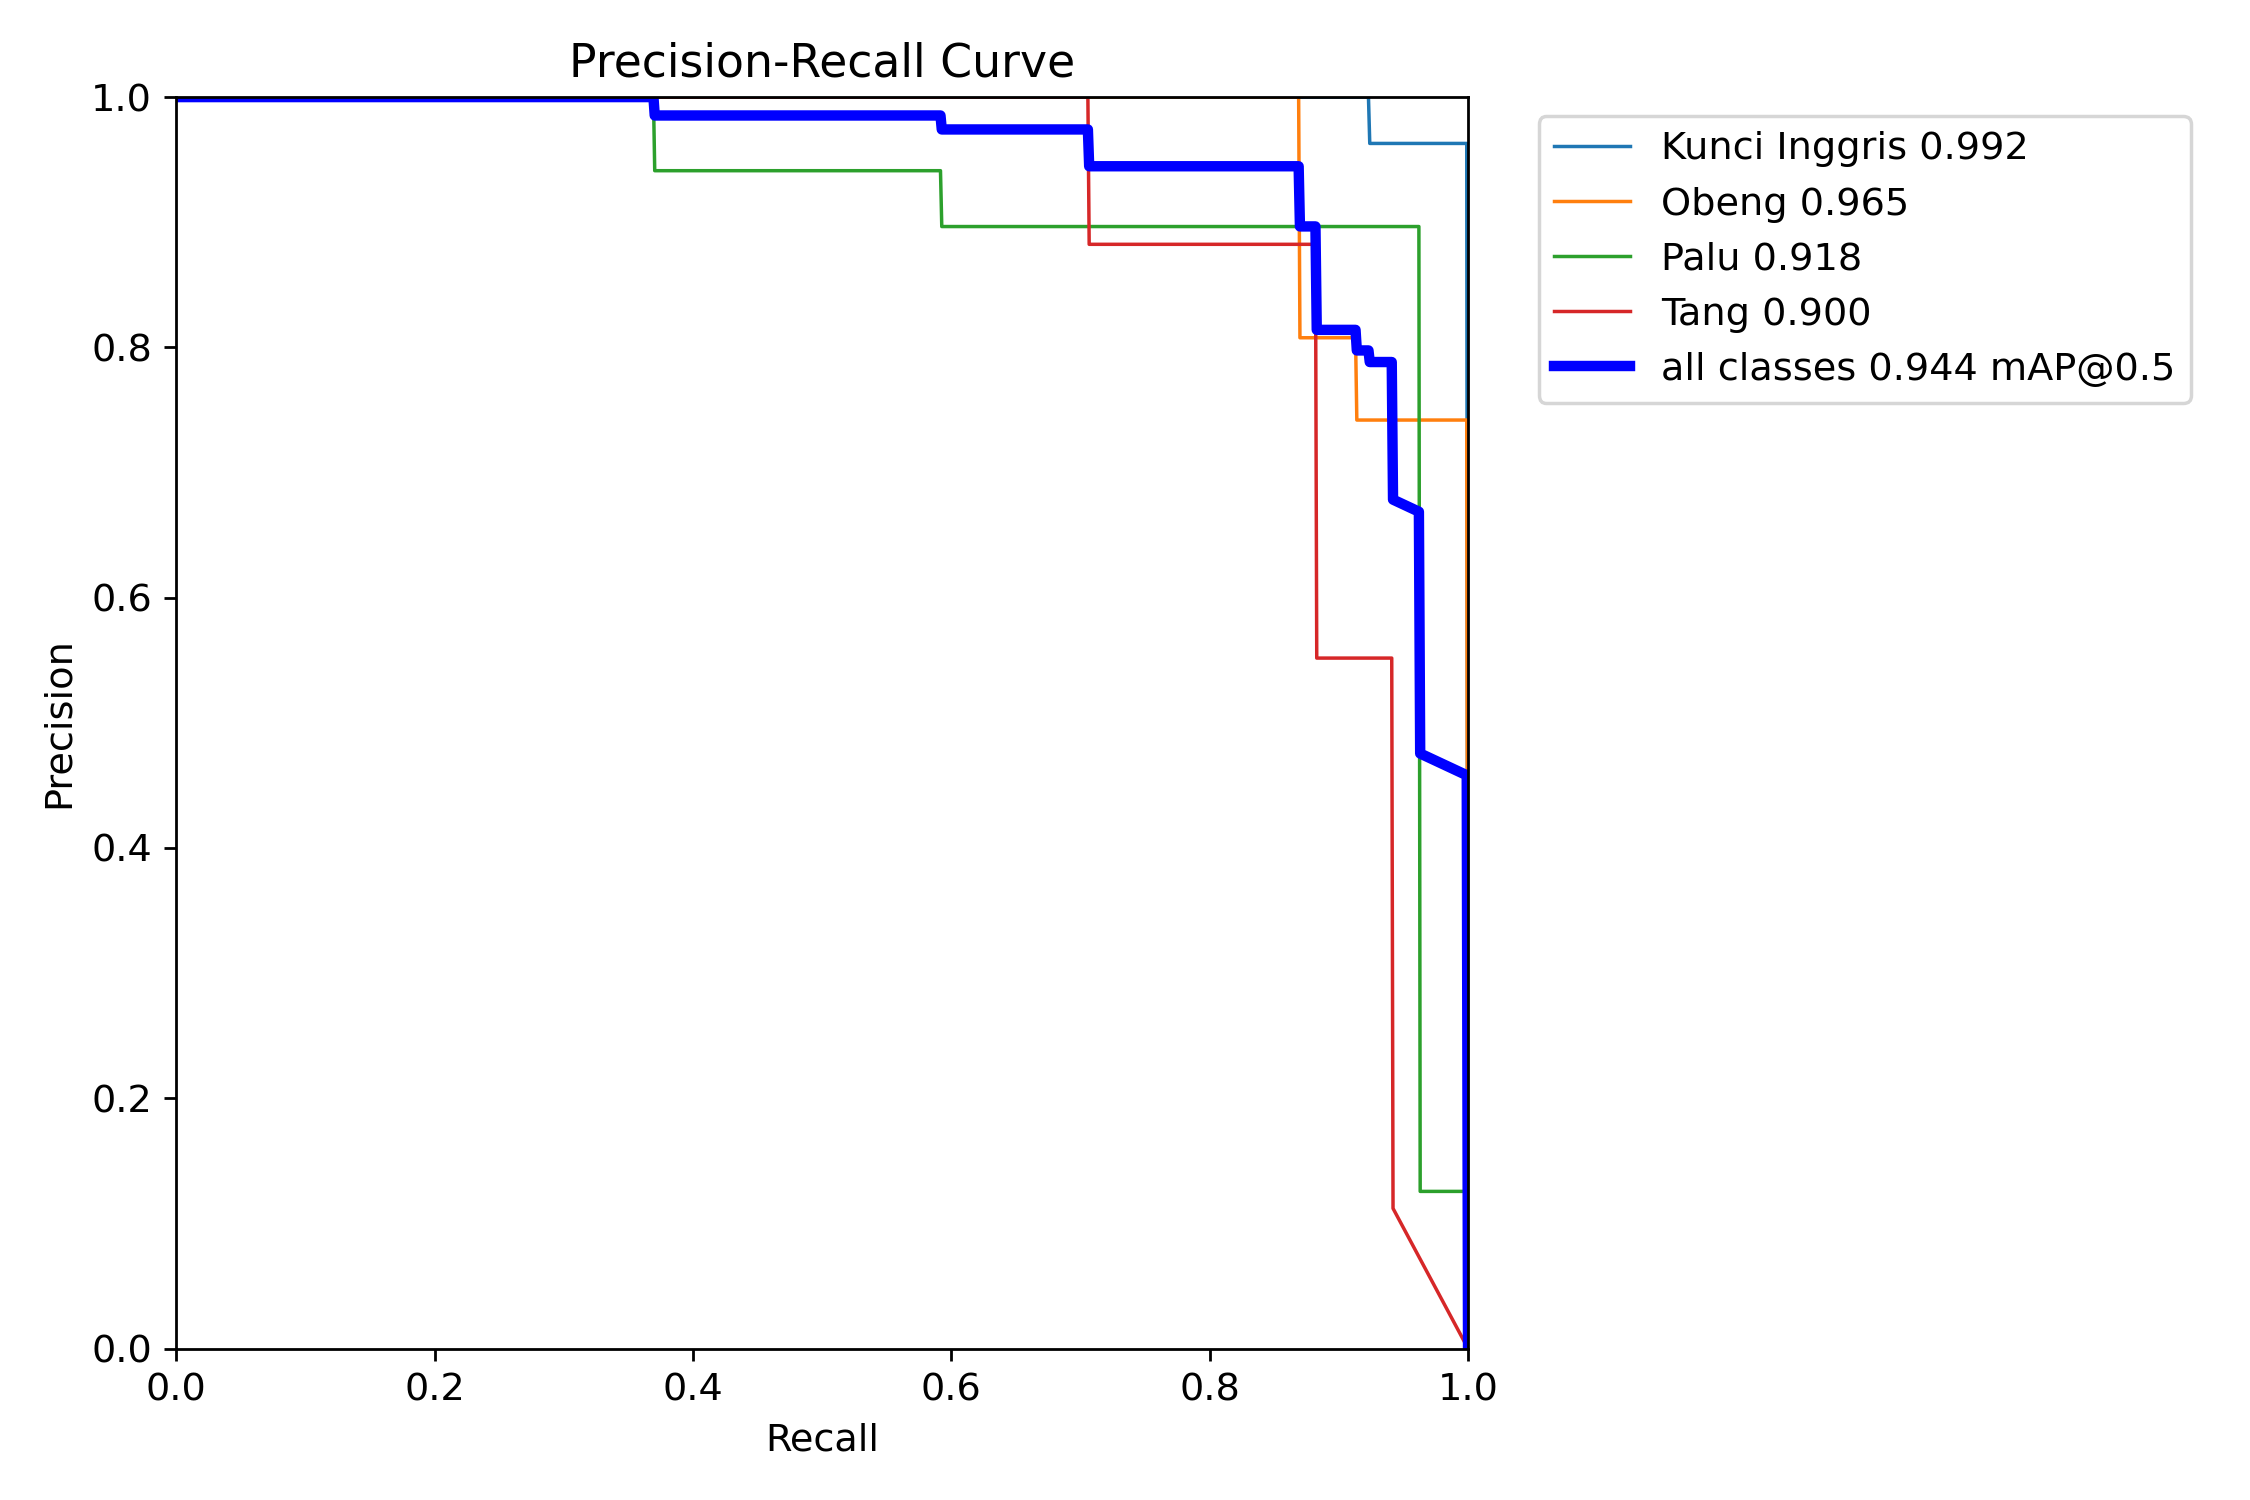 Precision-Recall Curve
1.0
0.8
0.6
0.4
0.2
0.0
Precision
0.0 0.2 0.4 0.6 0.8 1.0
Recall
Kunci Inggris 0.992
Obeng 0.965
Palu 0.918
Tang 0.900
all classes 0.944 mAP@0.5